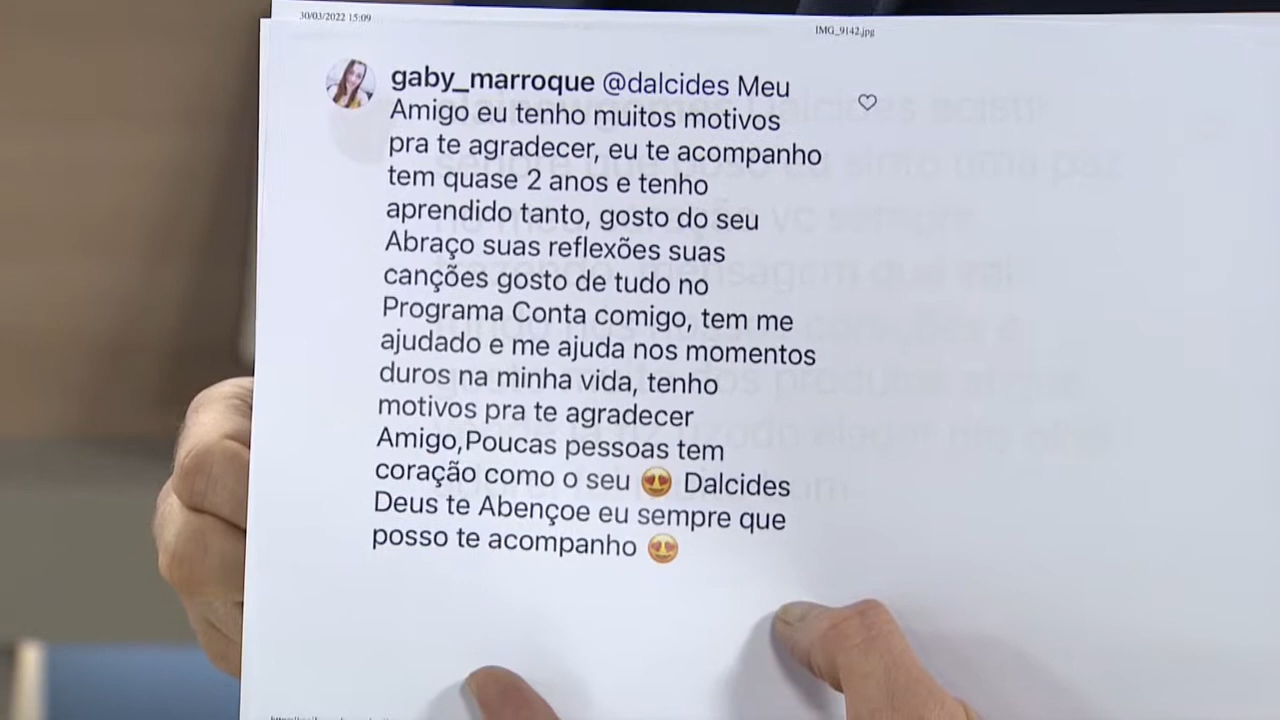 30/03/2022 15:09
IMG_9142.jpg
gaby_marroque @dalcides Meu
Amigo eu tenho muitos motivos
pra te agradecer, eu te acompanho
tem quase 2 anos e tenho
aprendido tanto, gosto do seu
Abraço suas reflexões suas
canções gosto de tudo no
Programa Conta comigo, tem me
ajudado e me ajuda nos momentos
duros na minha vida, tenho
motivos pra te agradecer
Amigo,Poucas pessoas tem
coração como o seu 😍 Dalcides
Deus te Abençoe eu sempre que
posso te acompanho 😍